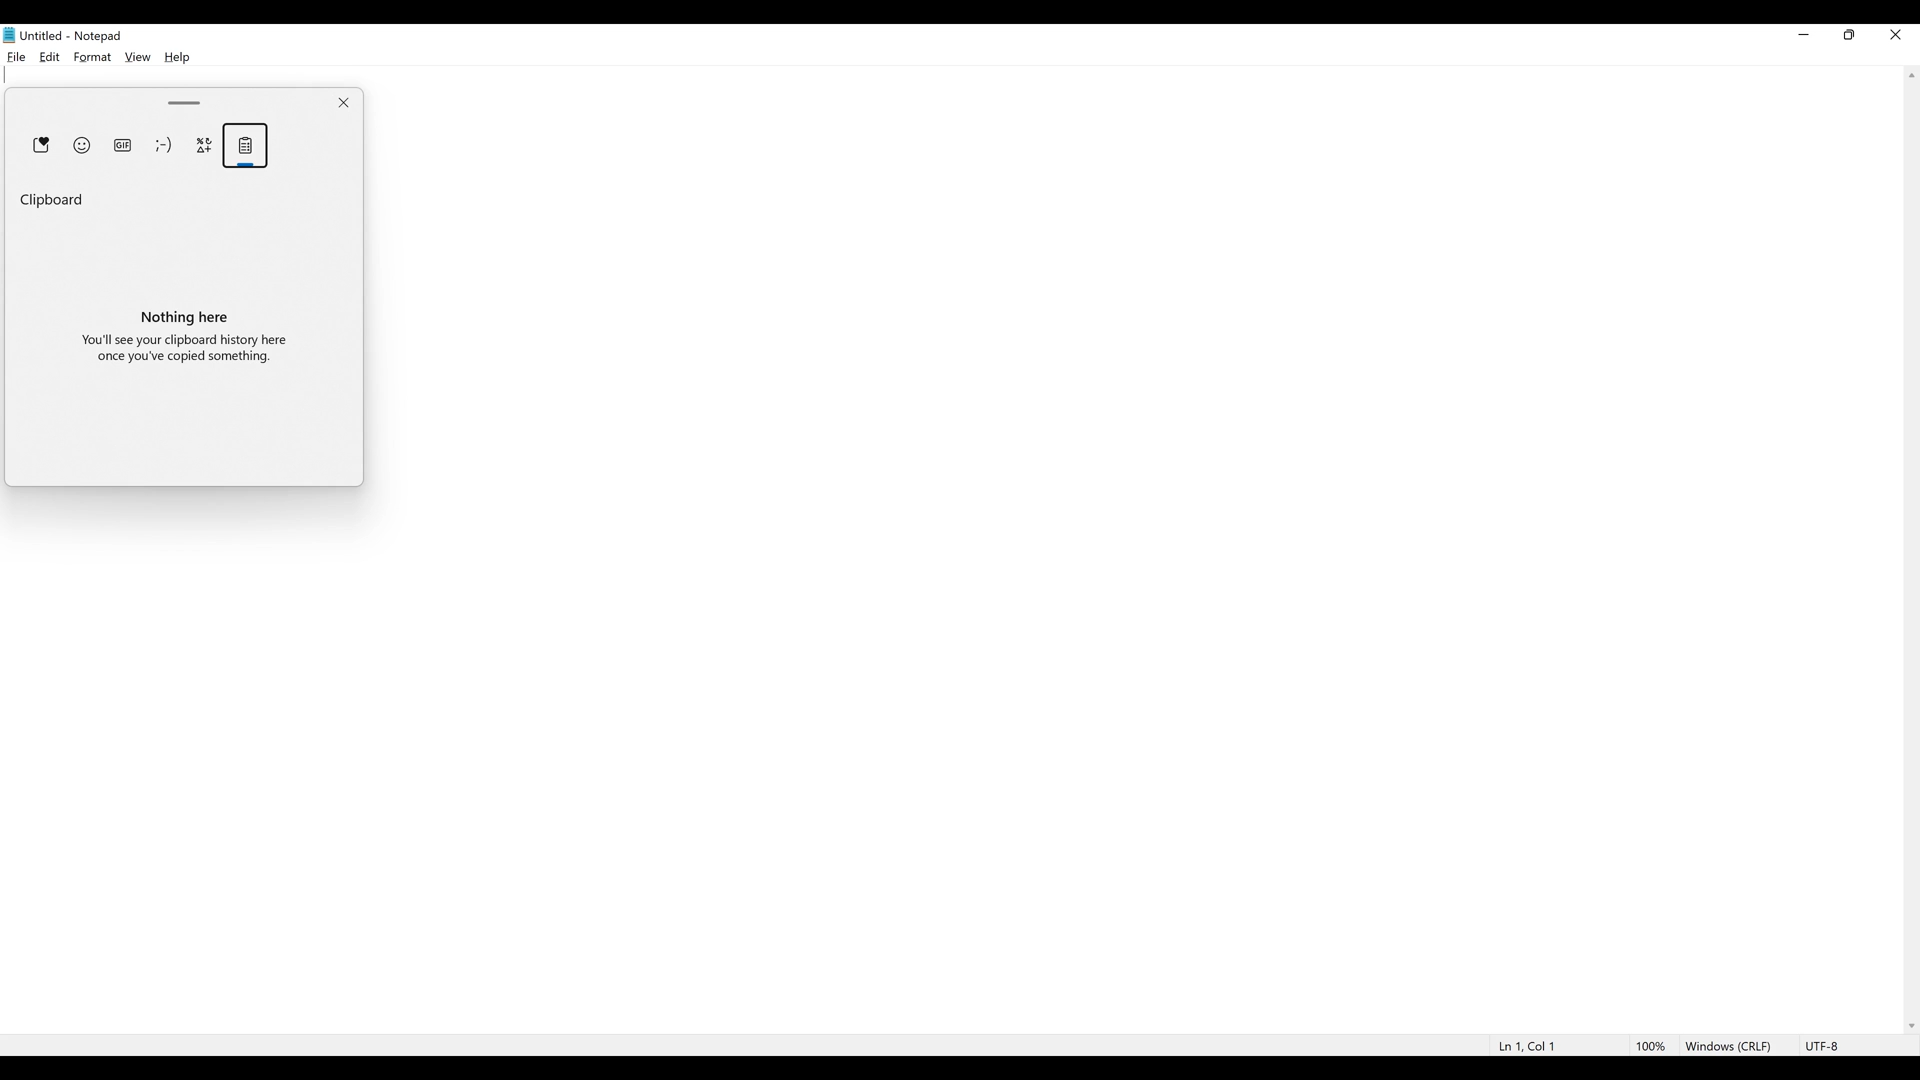 Untitled - Notepad
File Edit Format View Help
GIF
;-)
Clipboard
Nothing here
You'll see your clipboard history here
once you've copied something.
Ln 1, Col 1 100% Windows (CRLF) UTF-8